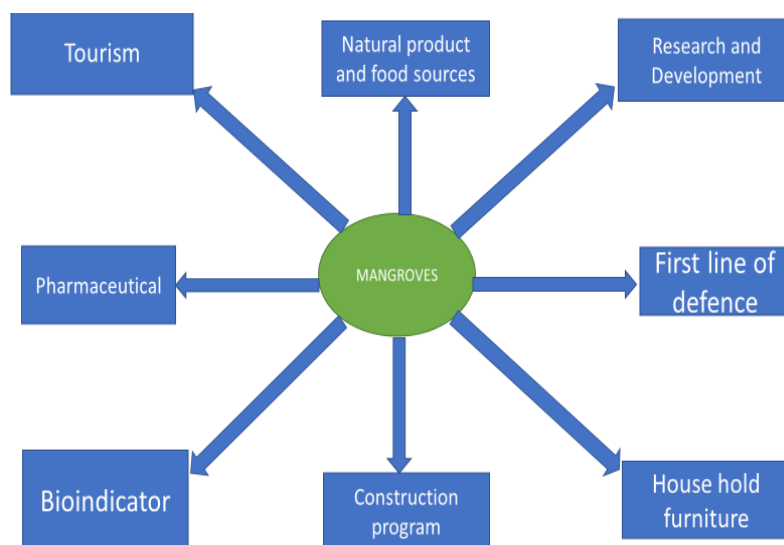 Tourism
Natural product
and food sources
Research and
Development
Pharmaceutical
MANGROVES
First line of
defence
Bioindicator
Construction
program
House hold
furniture